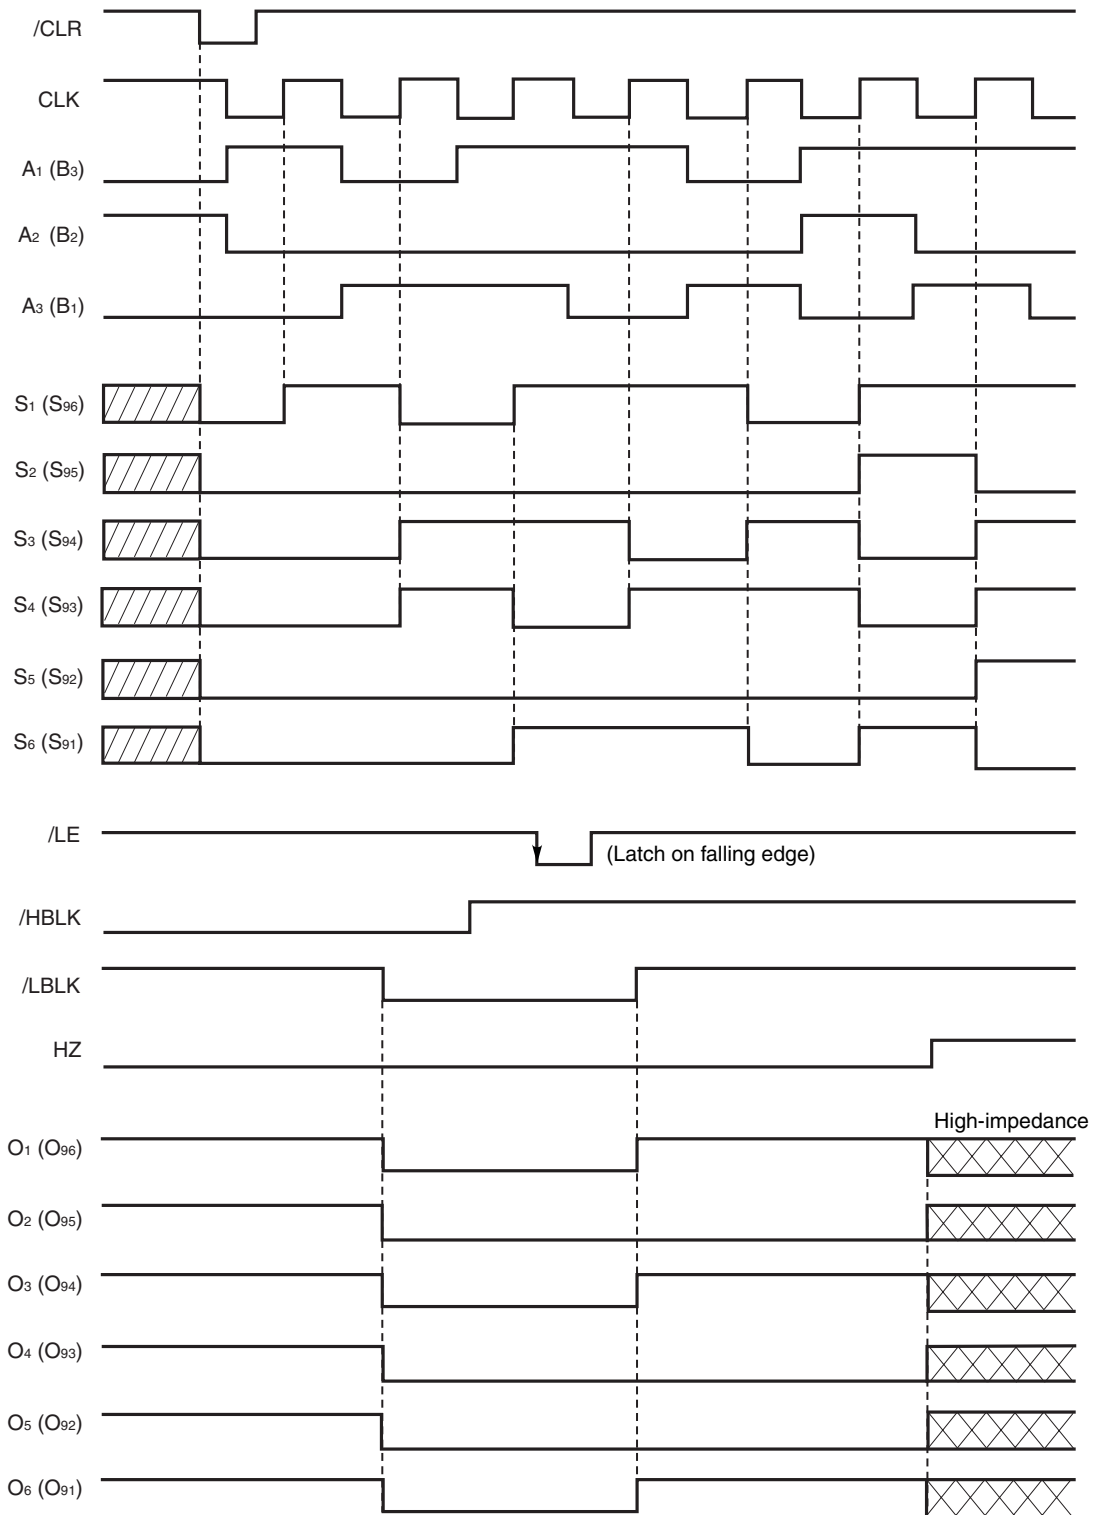 /CLR
CLK
A1 (B3)
A2 (B2)
A3 (B1)
S1 (S96)
S2 (S95)
S3 (S94)
S4 (S93)
S5 (S92)
S6 (S91)
/LE
(Latch on falling edge)
/HBLK
/LBLK
HZ
High-impedance
O1 (O96)
O2 (O95)
O3 (O94)
O4 (O93)
O5 (O92)
O6 (O91)